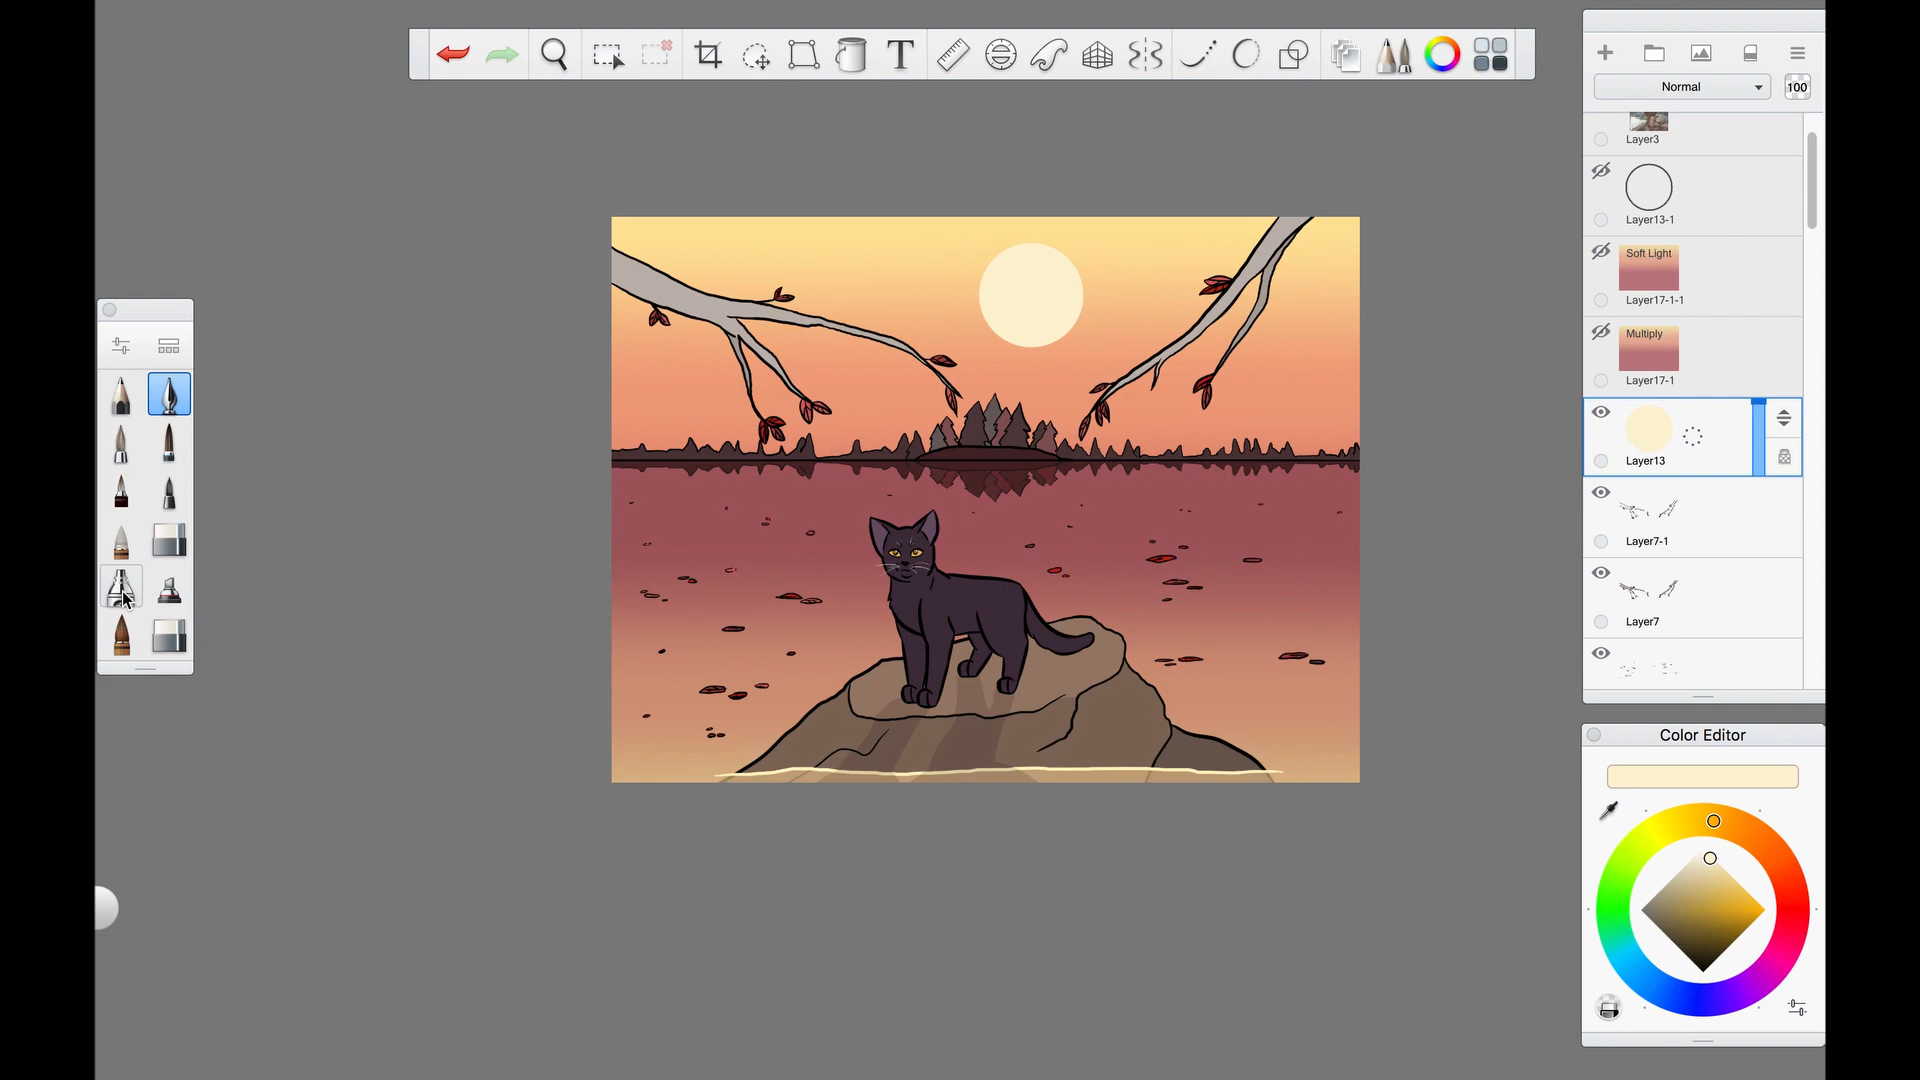 T
Normal
100
Layer3
Layer13-1
Soft Light
Layer17-1-1
Multiply
Layer17-1
Layer13
Layer7-1
Layer7
Color Editor